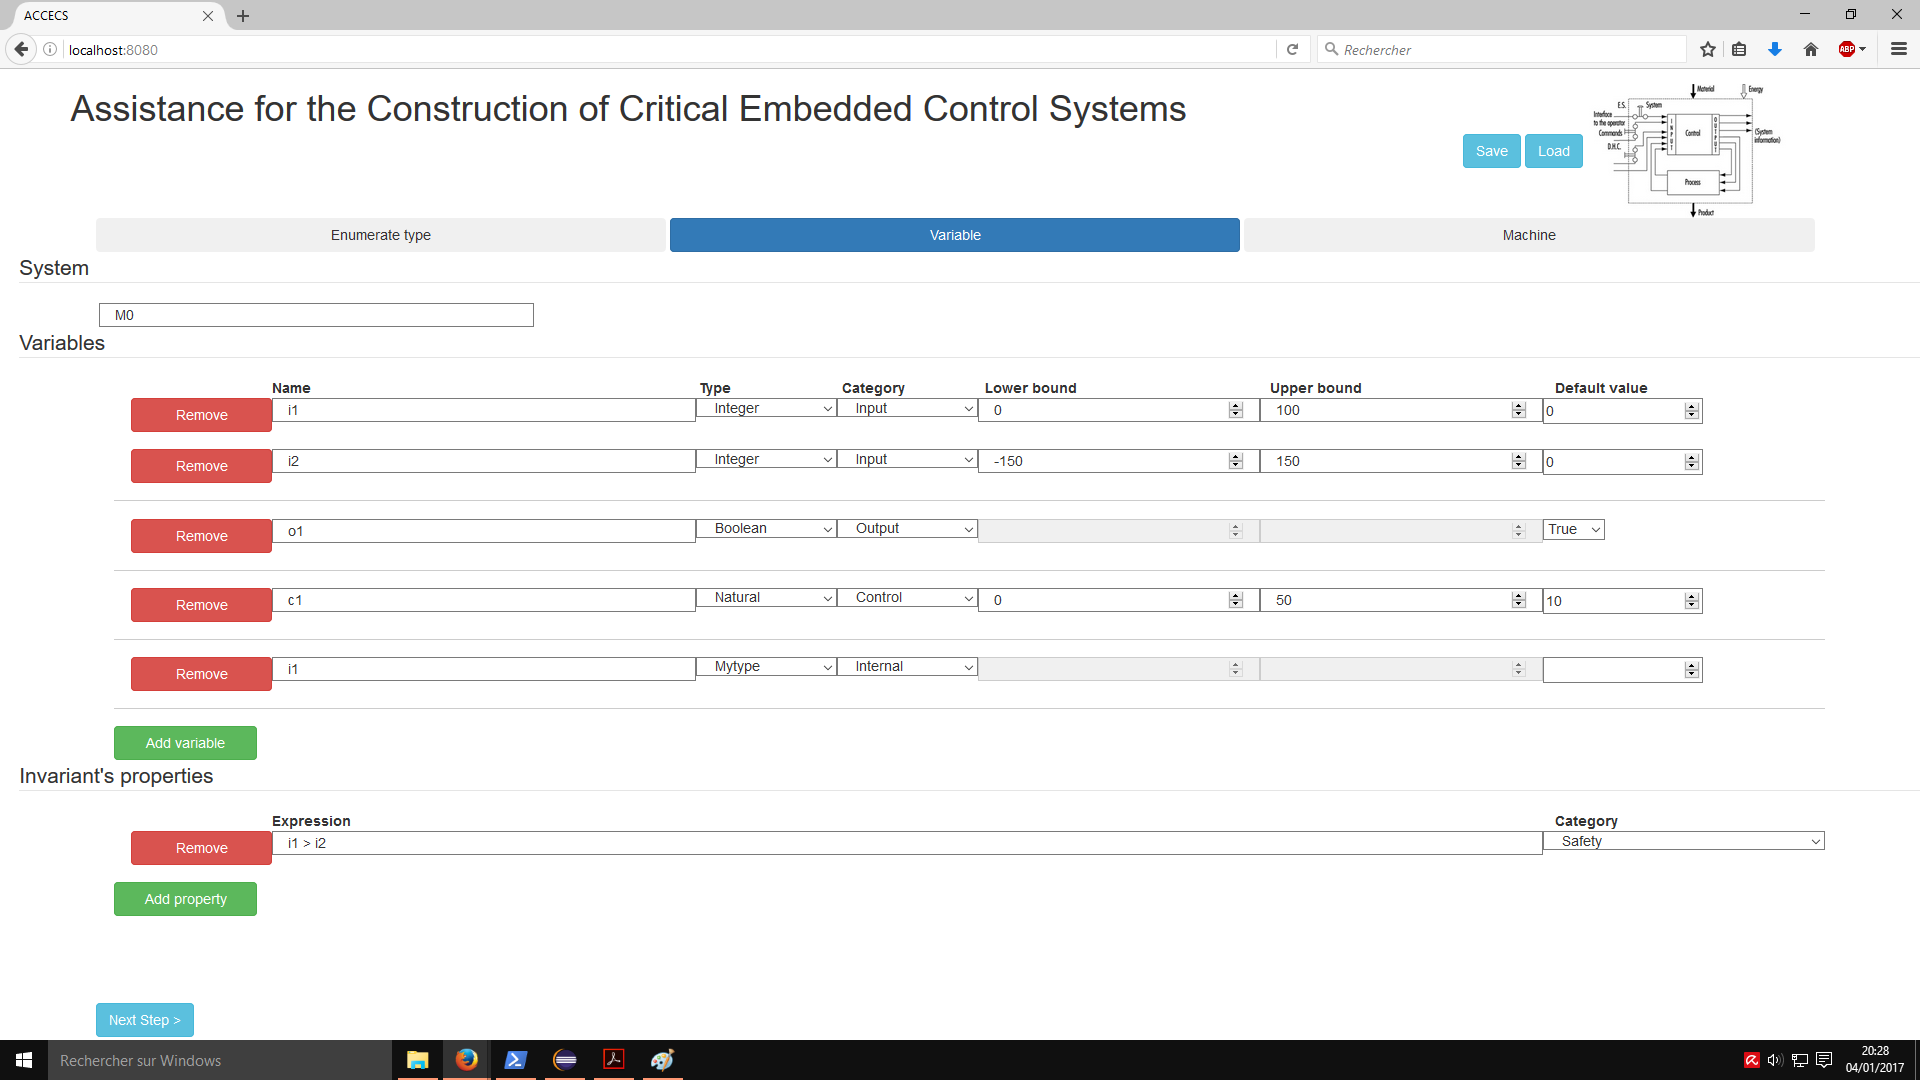 ACCECS
localhost:8080
Rechercher
ABP
Assistance for the Construction of Critical Embedded Control Systems
Save Load
Material Energy
E.S. System
Interface to the operator
Commands
D.H.C.
INPUT Control OUTPUT
(System information)
Process
Product
Enumerate type Variable Machine
System
M0
Variables
Name Type Category Lower bound Upper bound Default value
Remove i1 Integer Input 0 100 0
Remove i2 Integer Input -150 150 0
Remove o1 Boolean Output True
Remove c1 Natural Control 0 50 10
Remove i1 Mytype Internal
Add variable
Invariant's properties
Expression Category
Remove i1 > i2 Safety
Add property
Next Step >
Rechercher sur Windows
20:28
04/01/2017